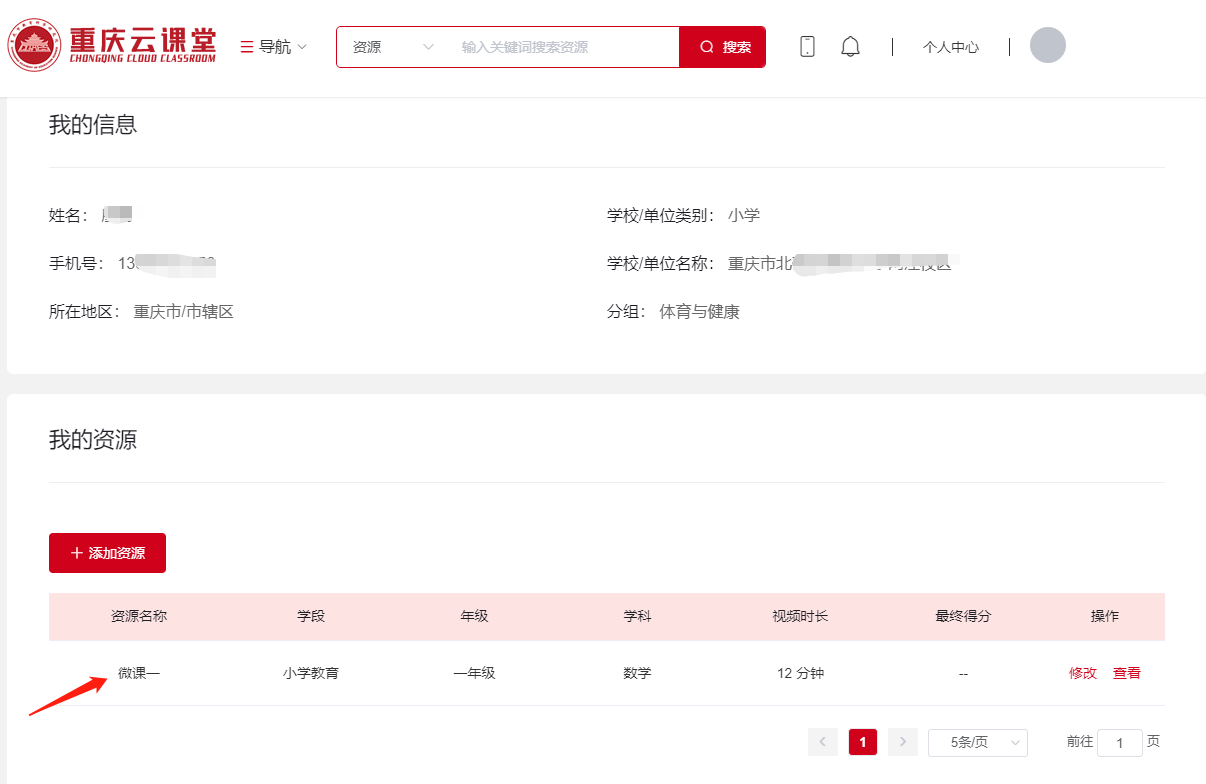 重庆云课堂
CHONGQING CLOUD CLASSROOM
导航 资源 输入关键词搜索资源 搜索 个人中心
我的信息
姓名： 学校/单位类别： 小学
手机号： 13 学校/单位名称： 重庆市北
所在地区： 重庆市/市辖区 分组： 体育与健康
我的资源
添加资源
资源名称 学段 年级 学科 视频时长 最终得分 操作
微课一 小学教育 一年级 数学 12 分钟 -- 修改 查看
1 5条/页 前往 1 页